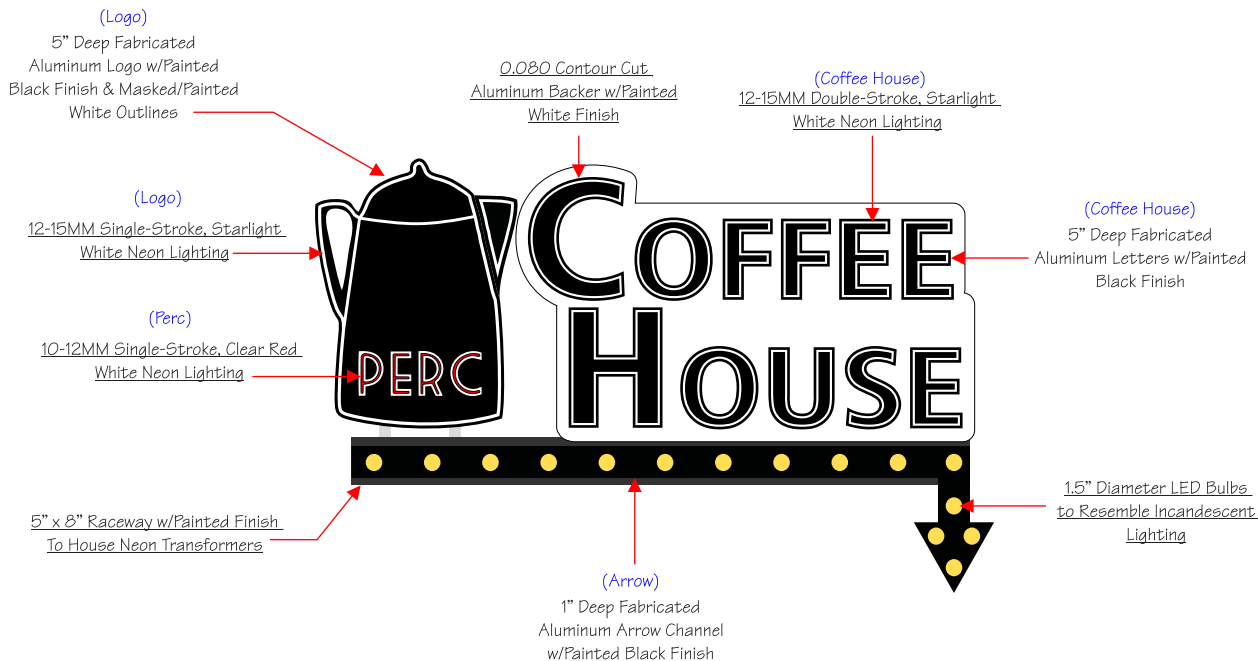 (Logo)
5” Deep Fabricated
Aluminum Logo w/Painted
Black Finish & Masked/Painted
White Outlines
0.080 Contour Cut
Aluminum Backer w/Painted
White Finish
(Coffee House)
12-15MM Double-Stroke, Starlight
White Neon Lighting
(Logo)
12-15MM Single-Stroke, Starlight
White Neon Lighting
(Coffee House)
5” Deep Fabricated
Aluminum Letters w/Painted
Black Finish
(Perc)
10-12MM Single-Stroke, Clear Red
White Neon Lighting
PERC
COFFEE
HOUSE
5” x 8” Raceway w/Painted Finish
To House Neon Transformers
1.5” Diameter LED Bulbs
to Resemble Incandescent
Lighting
(Arrow)
1” Deep Fabricated
Aluminum Arrow Channel
w/Painted Black Finish